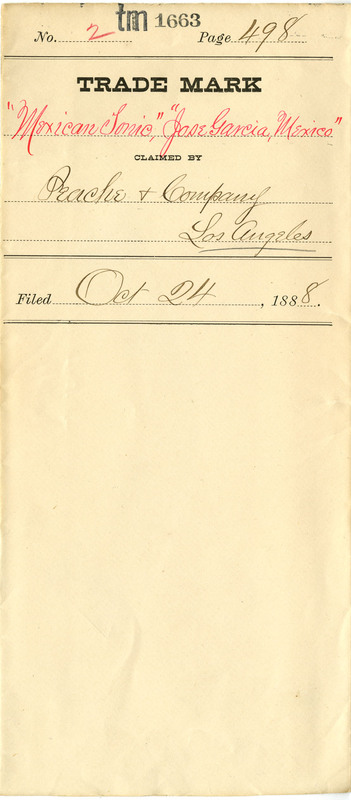 tm 1663
No. 2 Page 498
TRADE MARK
"Mexican Tonic," "Jose Garcia, Mexico."
CLAIMED BY
& Company
Los Angeles
Filed Oct 24, 1888.